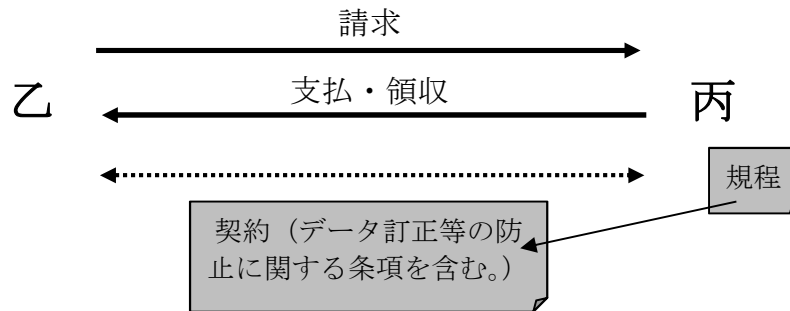 請求
乙
支払・領収
丙
規程
契約（データ訂正等の防
止に関する条項を含む。）